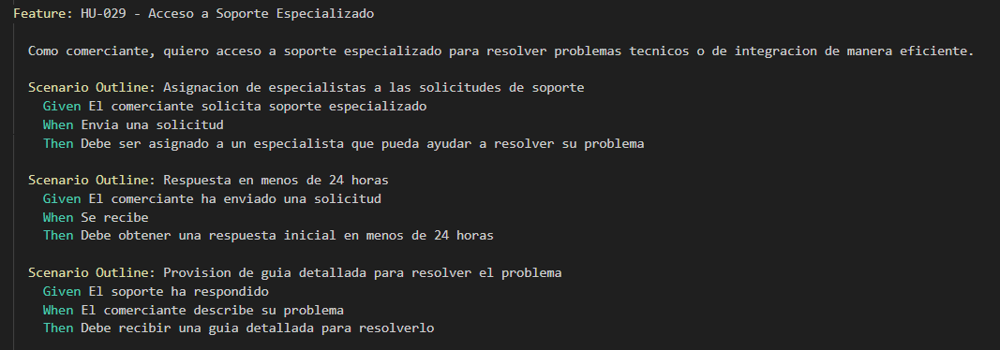 Feature: HU-029 - Acceso a Soporte Especializado
Como comerciante, quiero acceso a soporte especializado para resolver problemas tecnicos o de integracion de manera eficiente.
Scenario Outline: Asignacion de especialistas a las solicitudes de soporte
Given El comerciante solicita soporte especializado
When Envia una solicitud
Then Debe ser asignado a un especialista que pueda ayudar a resolver su problema
Scenario Outline: Respuesta en menos de 24 horas
Given El comerciante ha enviado una solicitud
When Se recibe
Then Debe obtener una respuesta inicial en menos de 24 horas
Scenario Outline: Provision de guia detallada para resolver el problema
Given El soporte ha respondido
When El comerciante describe su problema
Then Debe recibir una guia detallada para resolverlo